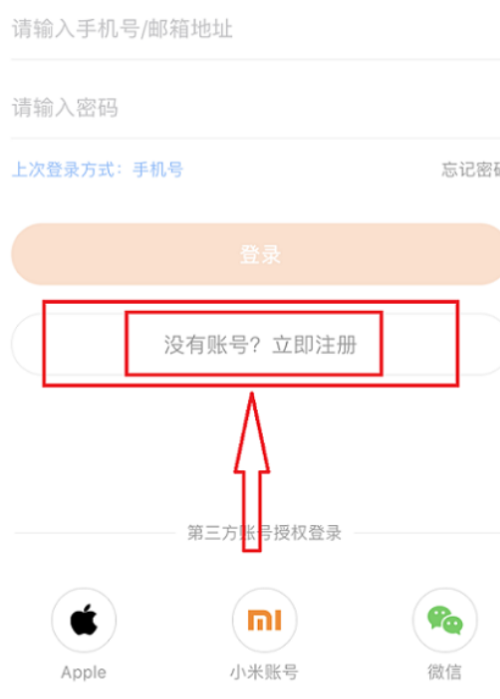 请输入手机号/邮箱地址
请输入密码
上次登录方式：手机号 忘记密码
登录
没有账号？立即注册
第三方账号授权登录
mi
Apple 小米账号 微信